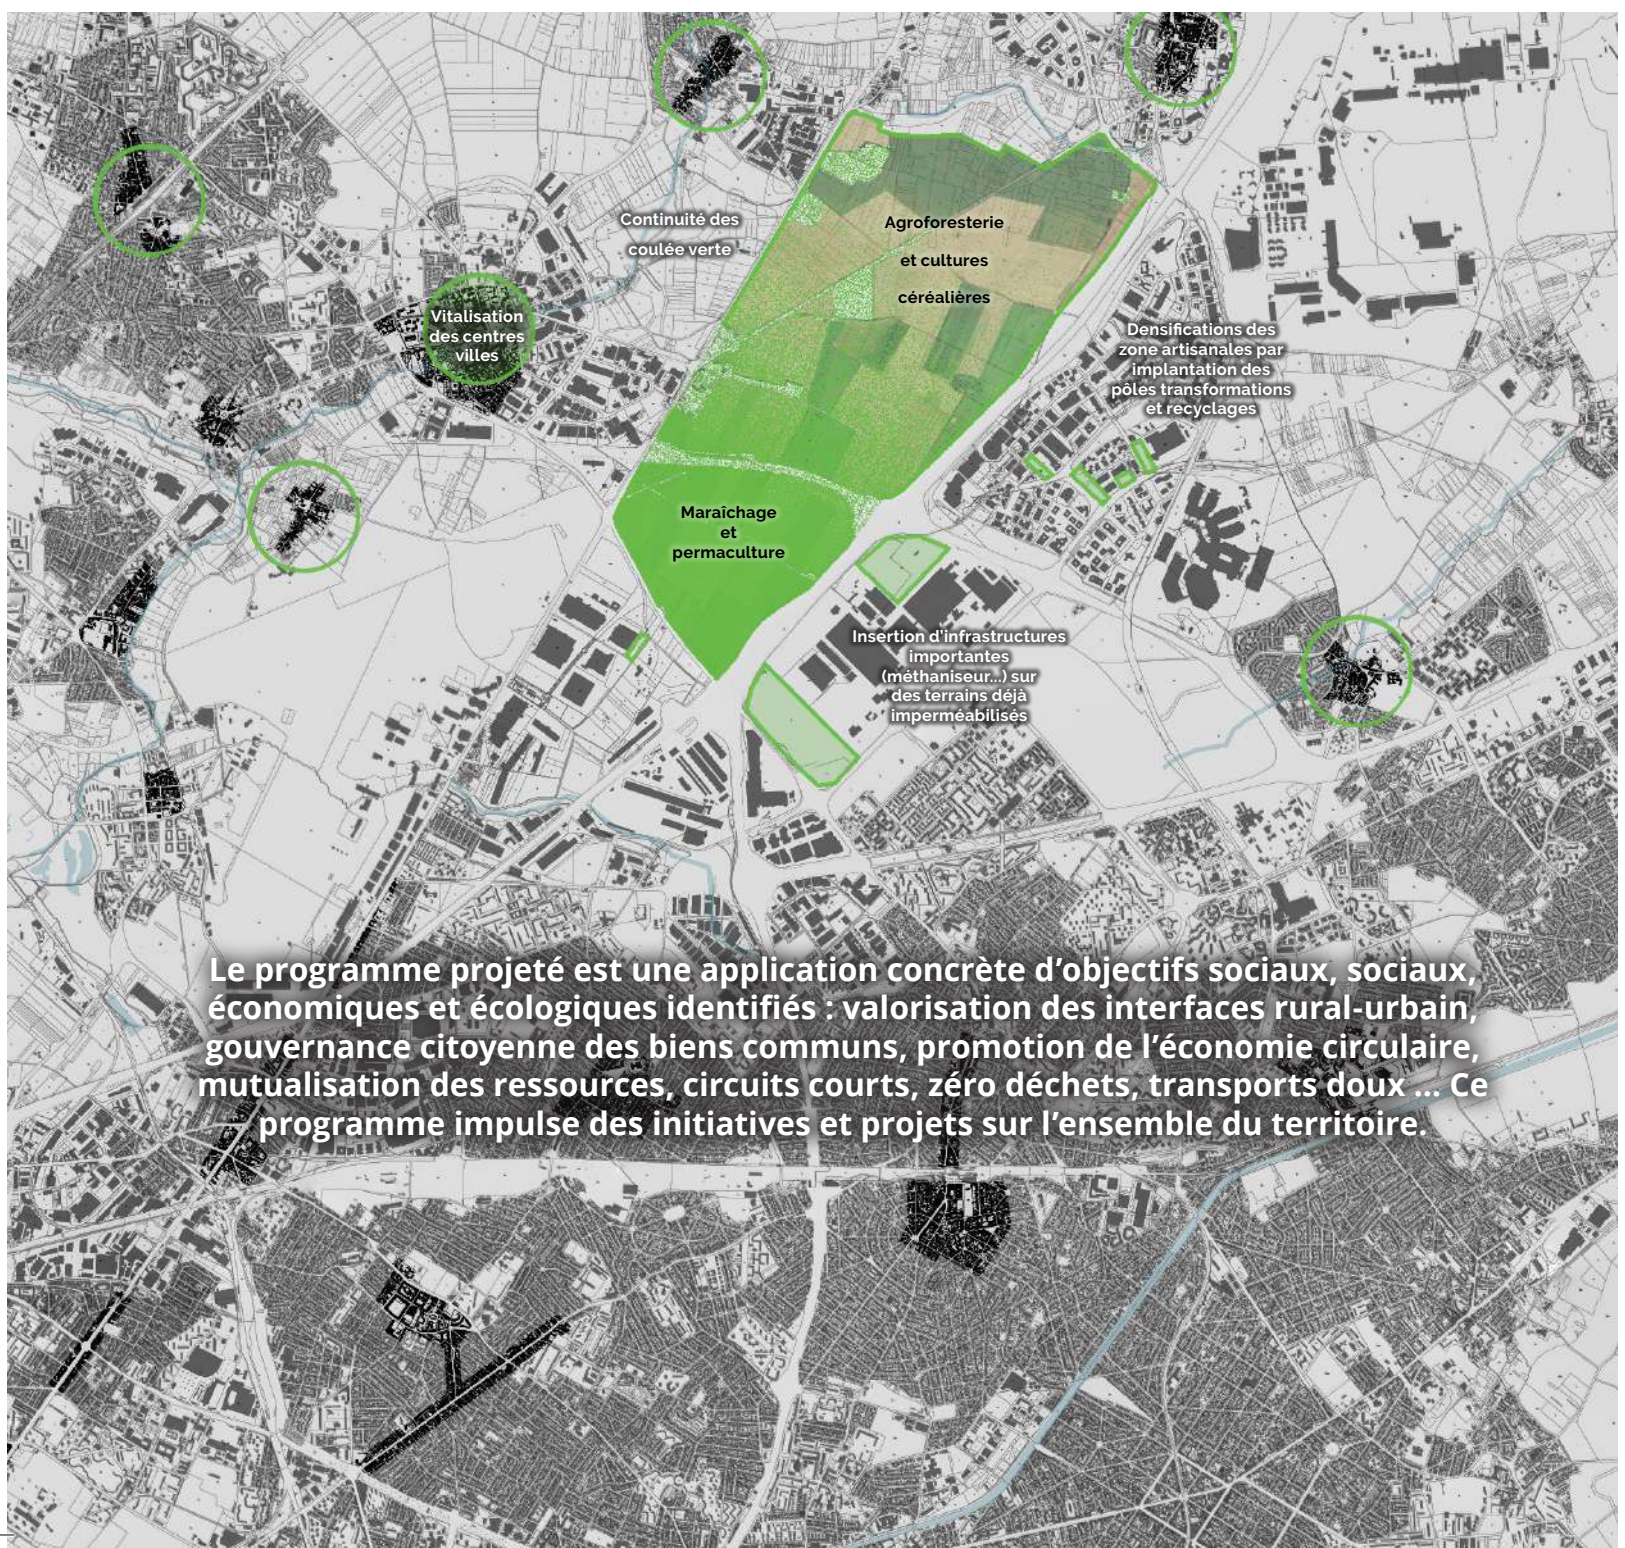 Continuité des
coulée verte
Agroforesterie
et cultures
céréalières
Vitalisation
des centres
villes
Densifications des
zone artisanales par
implantation des
pôles transformations
et recyclages
Maraîchage
et
permaculture
Insertion d'infrastructures
importantes
(méthaniseur...) sur
des terrains déjà
imperméabilisés
Le programme projeté est une application concrète d'objectifs sociaux, sociaux,
économiques et écologiques identifiés : valorisation des interfaces rural-urbain,
gouvernance citoyenne des biens communs, promotion de l'économie circulaire,
mutualisation des ressources, circuits courts, zéro déchets, transports doux ... Ce
programme impulse des initiatives et projets sur l'ensemble du territoire.